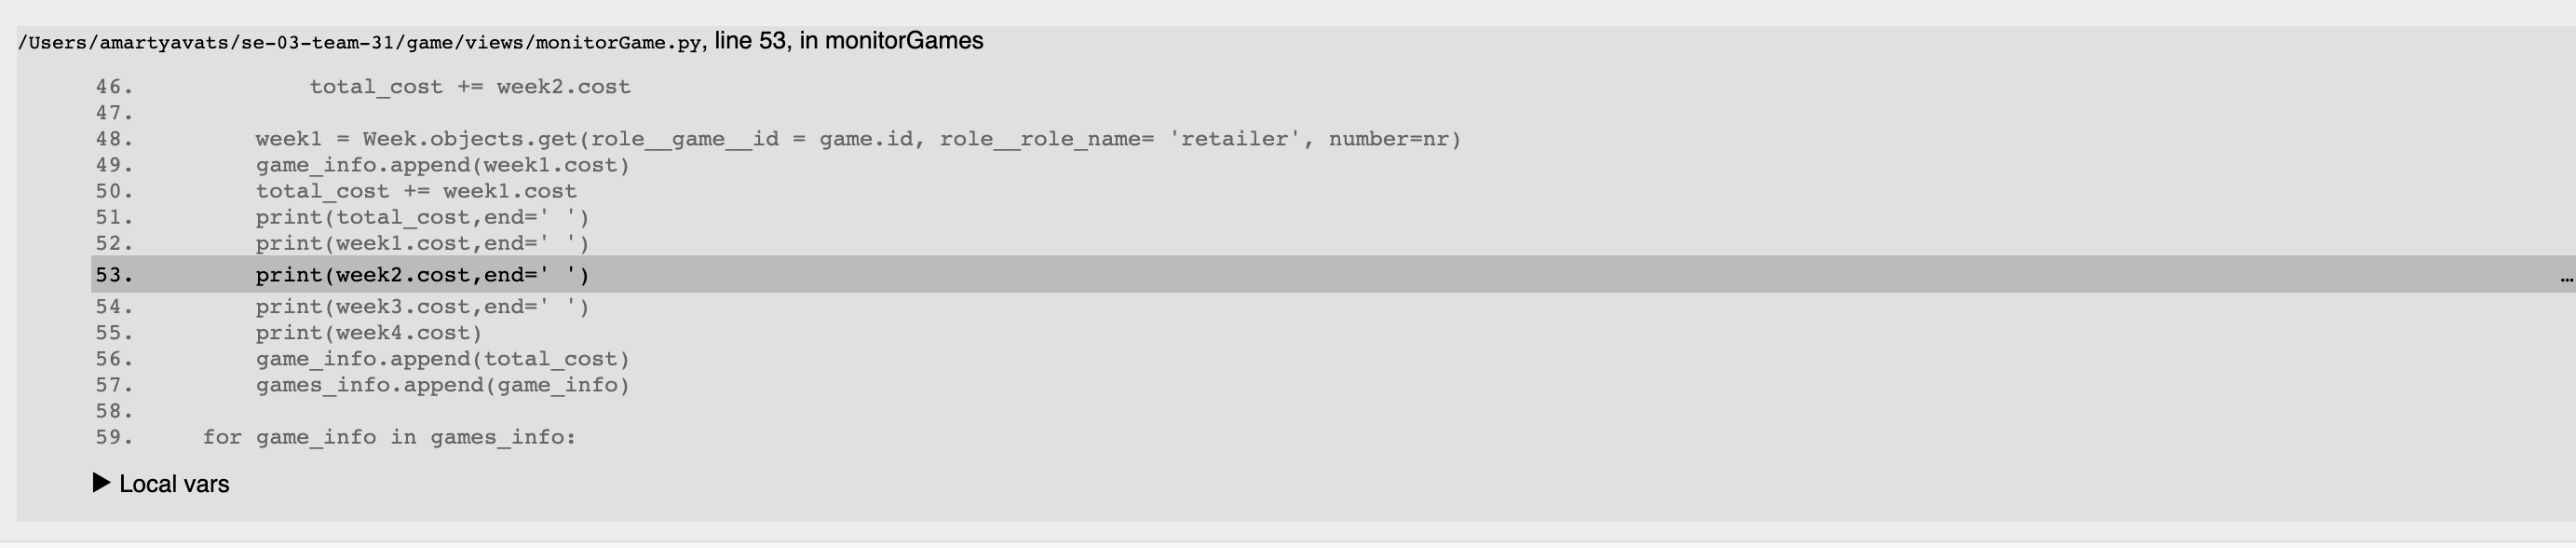 /Users/amartyavats/se-03-team-31/game/views/monitorGame.py, line 53, in monitorGames
46.             total_cost += week2.cost
47.
48.         week1 = Week.objects.get(role__game__id = game.id, role__role_name= 'retailer', number=nr)
49.         game_info.append(week1.cost)
50.         total_cost += week1.cost
51.         print(total_cost,end=' ')
52.         print(week1.cost,end=' ')
53.         print(week2.cost,end=' ') …
54.         print(week3.cost,end=' ')
55.         print(week4.cost)
56.         game_info.append(total_cost)
57.         games_info.append(game_info)
58.
59.     for game_info in games_info:
▶ Local vars